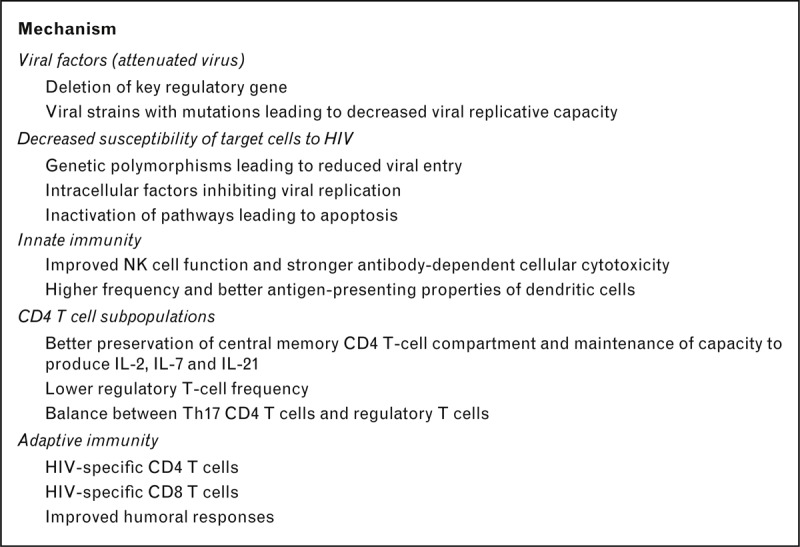 Mechanism
Viral factors (attenuated virus)
Deletion of key regulatory gene
Viral strains with mutations leading to decreased viral replicative capacity
Decreased susceptibility of target cells to HIV
Genetic polymorphisms leading to reduced viral entry
Intracellular factors inhibiting viral replication
Inactivation of pathways leading to apoptosis
Innate immunity
Improved NK cell function and stronger antibody-dependent cellular cytotoxicity
Higher frequency and better antigen-presenting properties of dendritic cells
CD4 T cell subpopulations
Better preservation of central memory CD4 T-cell compartment and maintenance of capacity to
produce IL-2, IL-7 and IL-21
Lower regulatory T-cell frequency
Balance between Th17 CD4 T cells and regulatory T cells
Adaptive immunity
HIV-specific CD4 T cells
HIV-specific CD8 T cells
Improved humoral responses